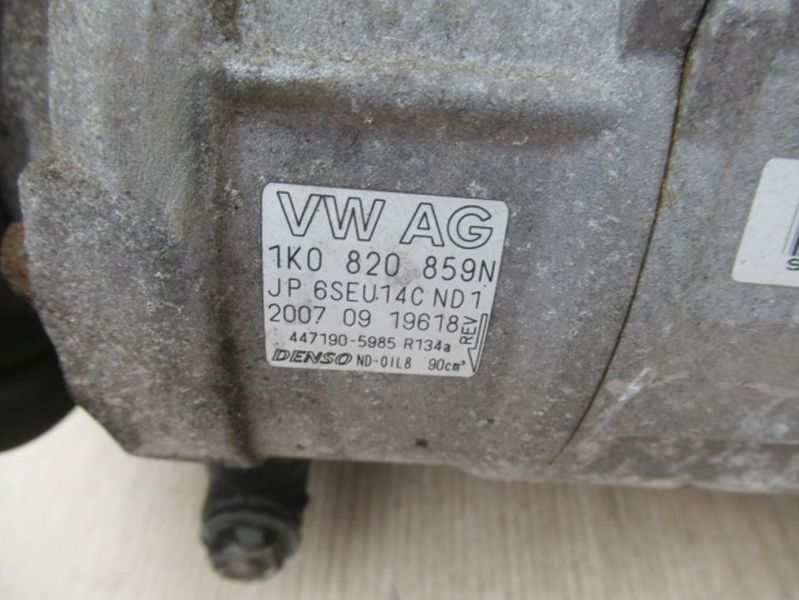 VW AG
1K0 820 859N
JP 6SEU14C ND1
2007 09 19618
REV
447190-5985 R134a
DENSO ND-OIL8 90cm³
S